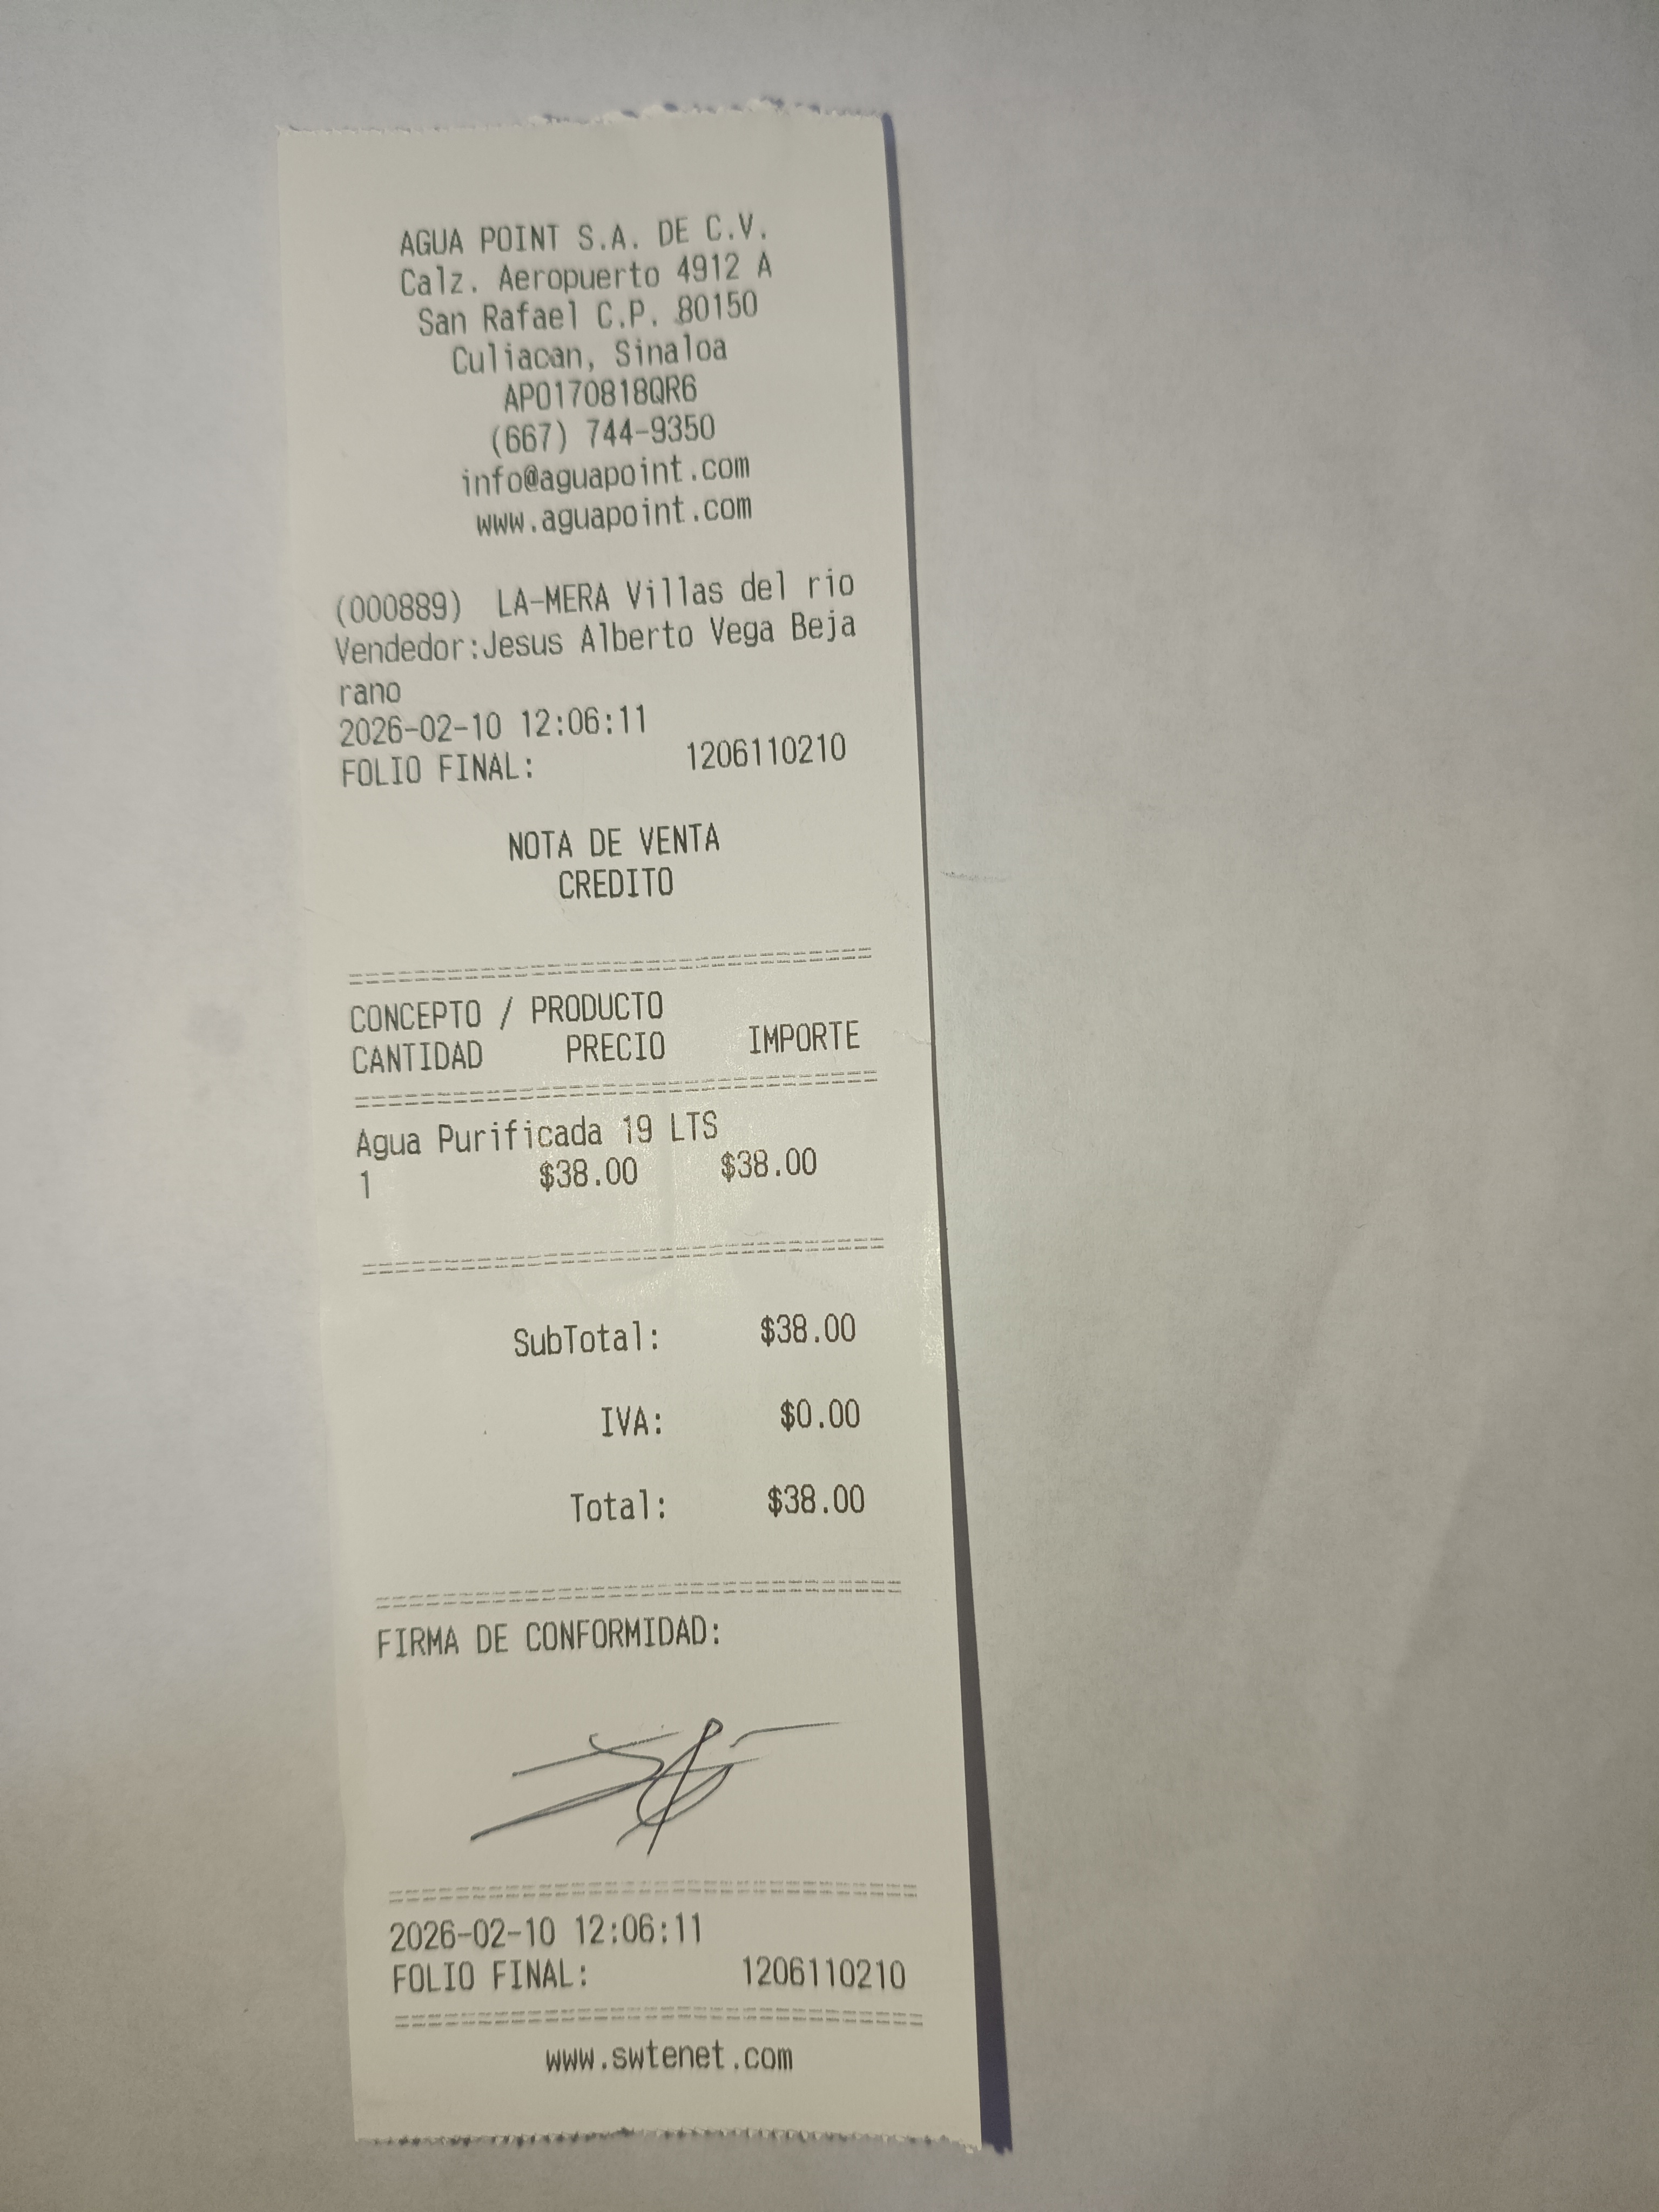 AGUA POINT S.A. DE C.V.
Calz. Aeropuerto 4912 A
San Rafael C.P. 80150
Culiacan, Sinaloa
APO170818QR6
(667) 744-9350
info@aguapoint.com
www.aguapoint.com
(000889) LA-MERA Villas del rio
Vendedor:Jesus Alberto Vega Beja
rano
2026-02-10 12:06:11
FOLIO FINAL: 1206110210
NOTA DE VENTA
CREDITO
CONCEPTO / PRODUCTO
CANTIDAD PRECIO IMPORTE
Agua Purificada 19 LTS
1 $38.00 $38.00
SubTotal: $38.00
IVA: $0.00
Total: $38.00
FIRMA DE CONFORMIDAD:
2026-02-10 12:06:11
FOLIO FINAL: 1206110210
www.swtenet.com